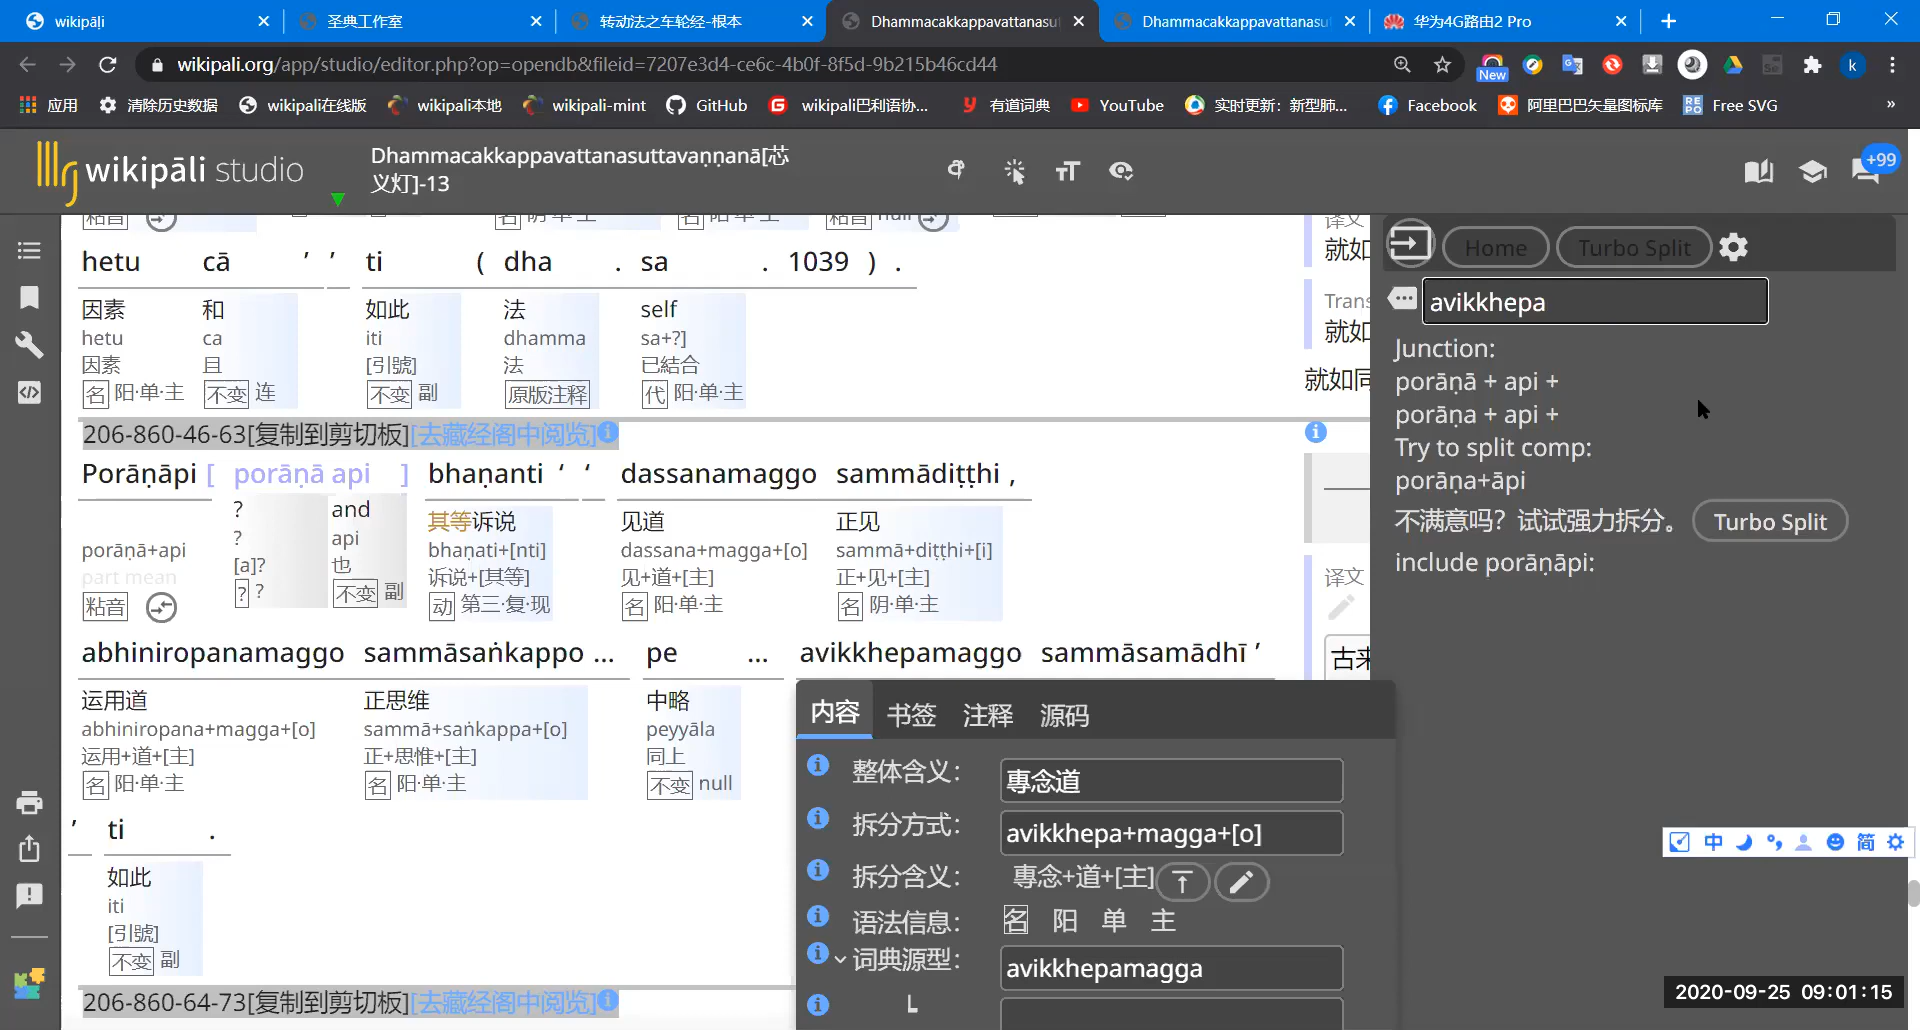 wikipāḷi
圣典工作室
转动法之车轮经-根本
Dhammacakkappavattanasu
Dhammacakkappavattanasu
华为4G路由2 Pro
wikipali.org/app/studio/editor.php?op=opendb&fileid=7207e3d4-ce6c-4b0f-8f5d-9b215b46cd44
New
k
应用
清除历史数据
wikipali在线版
wikipali本地
wikipali-mint
GitHub
wikipali巴利语协...
有道词典
YouTube
实时更新：新型肺...
Facebook
阿里巴巴矢量图标库
Free SVG
»
wikipāli studio
Dhammacakkappavattanasuttavaṇṇanā[芯
义灯]-13
+99
hetu cā ’ ’ ti ( dha . sa . 1039 ) .
因素 和 如此 法 self
hetu ca iti dhamma sa+?]
因素 且 [引號] 法 已結合
名 阳·单·主 不变 连 不变 副 原版注释 代 阳·单·主
206-860-46-63[复制到剪切板][去藏经阁中阅览]
Porāṇāpi [ porāṇā api ] bhaṇanti ‘ ‘ dassanamaggo sammādiṭṭhi ,
? and 其等诉说 见道 正见
porāṇā+api ? api bhaṇati+[nti] dassana+magga+[o] sammā+diṭṭhi+[i]
part mean [a]? 也 诉说+[其等] 见+道+[主] 正+见+[主]
粘音 ? ? 不变 副 动 第三·复·现 名 阳·单·主 名 阴·单·主
abhiniropanamaggo sammāsaṅkappo ... pe ... avikkhepamaggo sammāsamādhī ’
运用道 正思维 中略
abhiniropana+magga+[o] sammā+saṅkappa+[o] peyyāla
运用+道+[主] 正+思惟+[主] 同上
名 阳·单·主 名 阳·单·主 不变 null
’ ti .
如此
iti
[引號]
不变 副
206-860-64-73[复制到剪切板][去藏经阁中阅览]
译文
就如
Trans
就如
就如同
译文
古来
内容 书签 注释 源码
整体含义： 專念道
拆分方式： avikkhepa+magga+[o]
拆分含义： 專念+道+[主]
语法信息： 名 阳 单 主
词典源型： avikkhepamagga
Home Turbo Split
avikkhepa
Junction:
porāṇā + api +
porāṇa + api +
Try to split comp:
porāṇa+āpi
不满意吗？试试强力拆分。 Turbo Split
include porāṇāpi:
中 简
2020-09-25 09:01:15